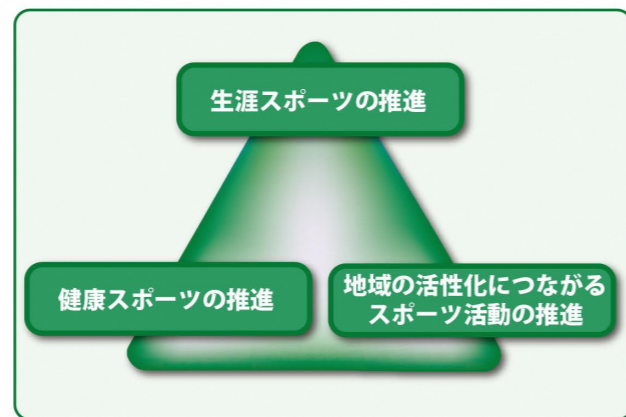 生涯スポーツの推進
健康スポーツの推進
地域の活性化につながる
スポーツ活動の推進